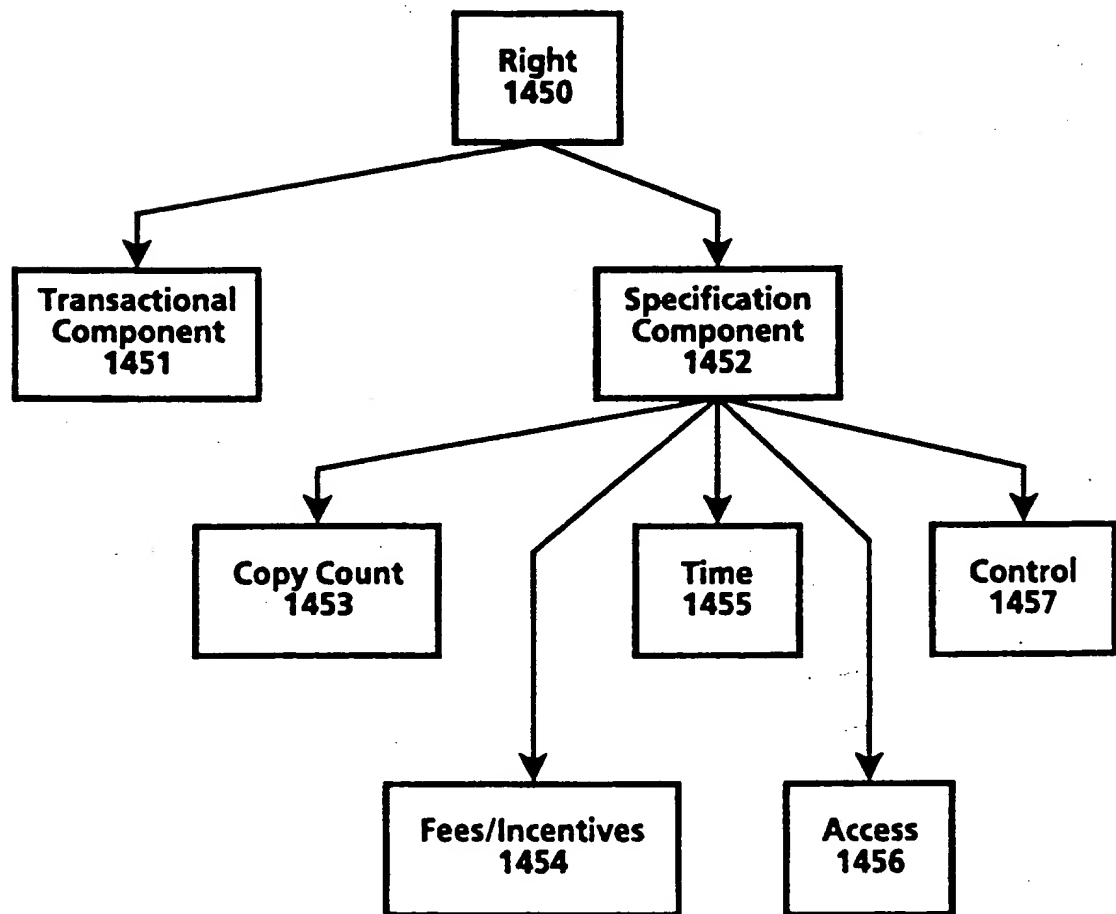 Right
1450
Transactional
Component
1451
Specification
Component
1452
Copy Count
1453
Time
1455
Control
1457
Fees/Incentives
1454
Access
1456